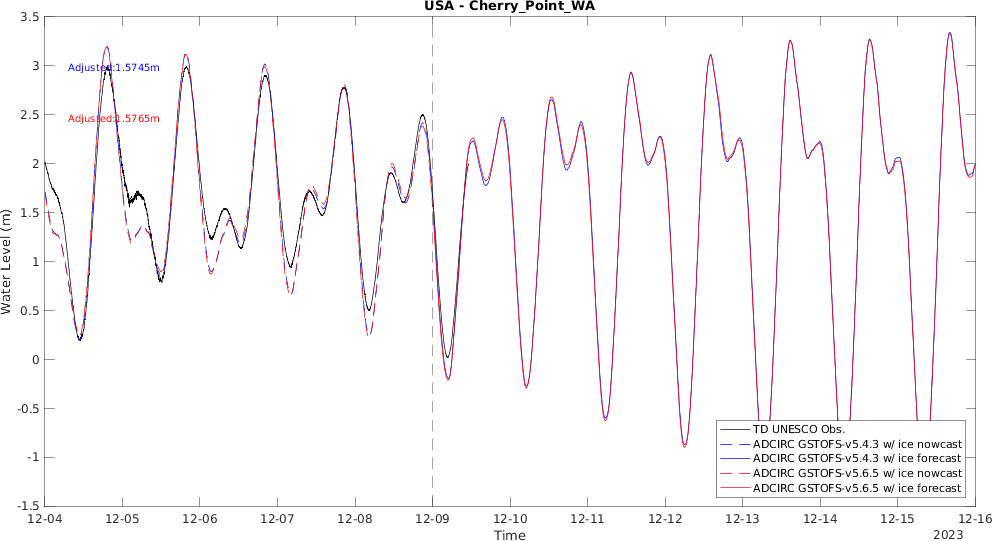 USA - Cherry_Point_WA
3.5
3
2.5
2
1.5
1
0.5
0
-0.5
-1
-1.5
Water Level (m)
Adjusted:1.5745m
Adjusted:1.5765m
TD UNESCO Obs.
ADCIRC GSTOFS-v5.4.3 w/ ice nowcast
ADCIRC GSTOFS-v5.4.3 w/ ice forecast
ADCIRC GSTOFS-v5.6.5 w/ ice nowcast
ADCIRC GSTOFS-v5.6.5 w/ ice forecast
12-04 12-05 12-06 12-07 12-08 12-09 12-10 12-11 12-12 12-13 12-14 12-15 12-16
Time
2023